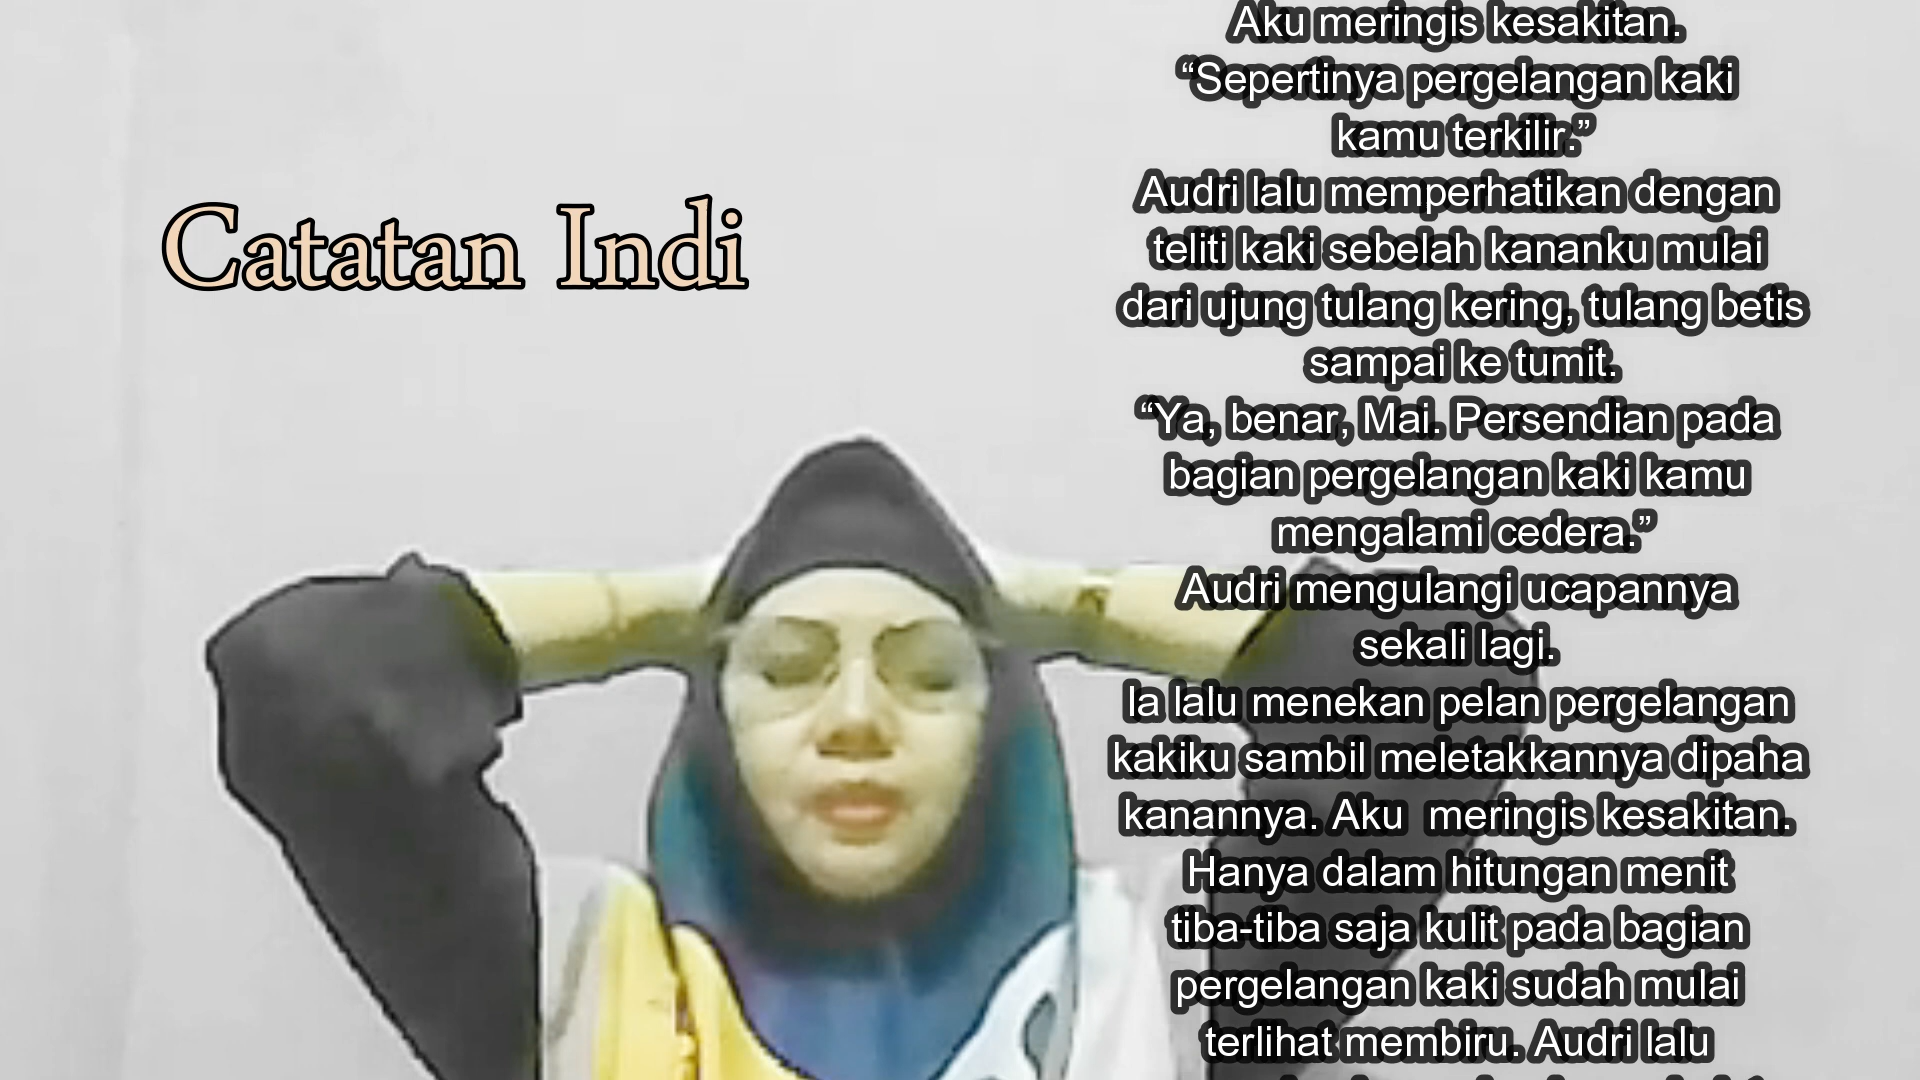 Catatan Indi
Aku meringis kesakitan.
“Sepertinya pergelangan kaki
kamu terkilir.”
Audri lalu memperhatikan dengan
teliti kaki sebelah kananku mulai
dari ujung tulang kering, tulang betis
sampai ke tumit.
“Ya, benar, Mai. Persendian pada
bagian pergelangan kaki kamu
mengalami cedera.”
Audri mengulangi ucapannya
sekali lagi.
Ia lalu menekan pelan pergelangan
kakiku sambil meletakkannya dipaha
kanannya. Aku  meringis kesakitan.
Hanya dalam hitungan menit
tiba-tiba saja kulit pada bagian
pergelangan kaki sudah mulai
terlihat membiru. Audri lalu